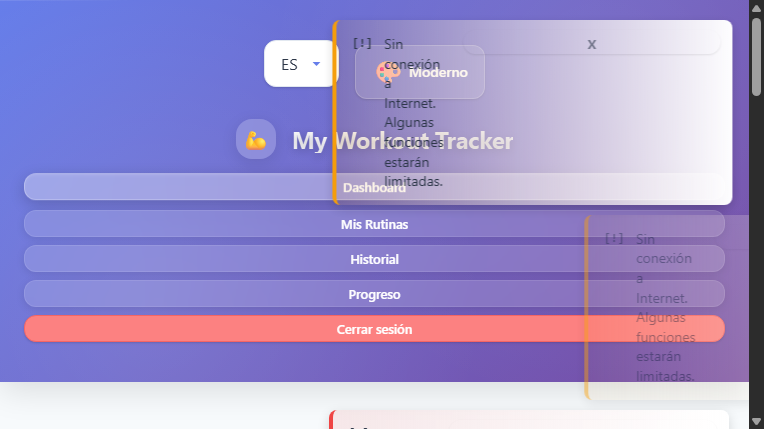 ES
Moderno
[!] Sin
conexión
a
Internet.
Algunas
funciones
estarán
limitadas.
x
My Workout Tracker
Dashboard
Mis Rutinas
Historial
Progreso
Cerrar sesión
[!] Sin
conexión
a
Internet.
Algunas
funciones
estarán
limitadas.